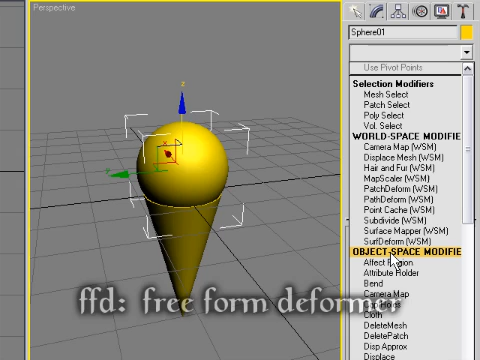 Perspective
z
x
y
Sphere01
Use Pivot Points
Selection Modifiers
Mesh Select
Patch Select
Poly Select
Vol. Select
WORLD-SPACE MODIFIE
Camera Map (WSM)
Displace Mesh (WSM)
Hair and Fur (WSM)
MapScaler (WSM)
PatchDeform (WSM)
PathDeform (WSM)
Point Cache (WSM)
Subdivide (WSM)
Surface Mapper (WSM)
SurfDeform (WSM)
OBJECT-SPACE MODIFIE
Affect Region
Attribute Holder
Bend
Camera Map
Cap Holes
Cloth
DeleteMesh
DeletePatch
Disp Approx
Displace
ffd: free form deformer